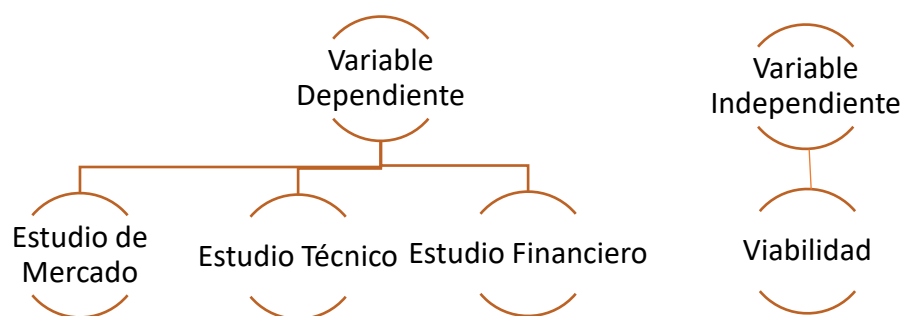 Variable
Dependiente
Variable
Independiente
Estudio de
Mercado
Estudio Técnico
Estudio Financiero
Viabilidad